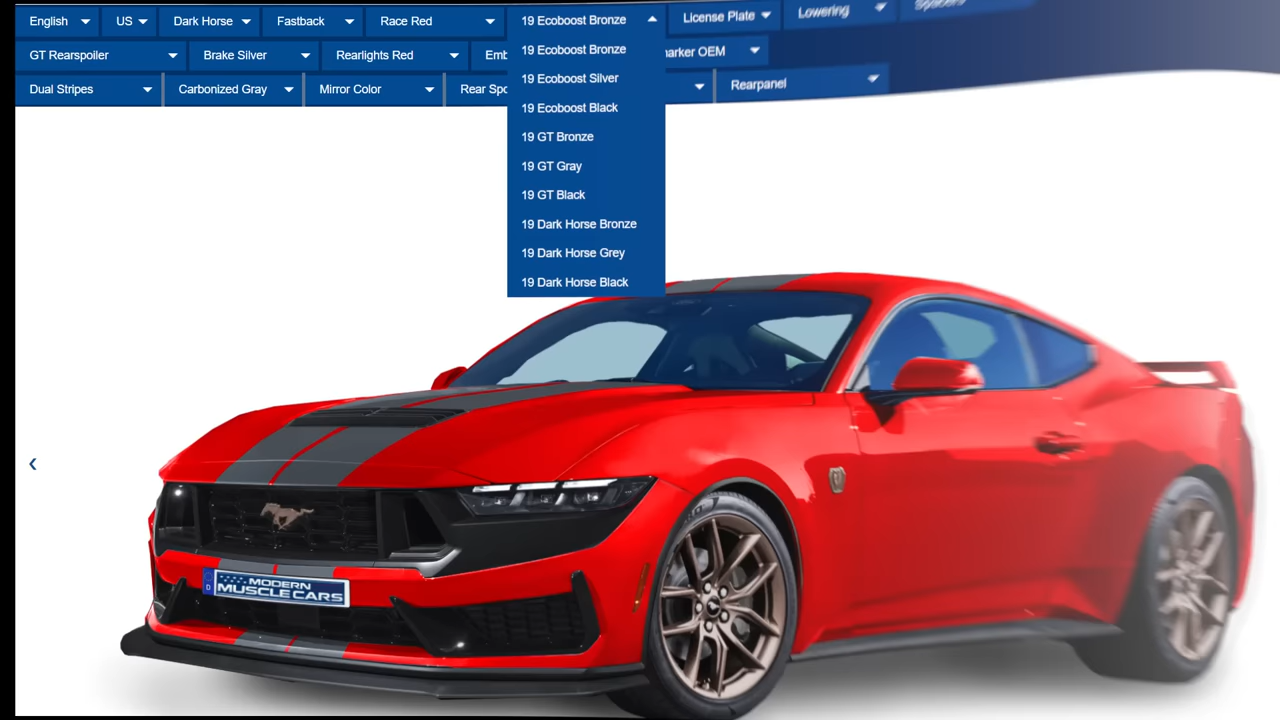 English US Dark Horse Fastback Race Red 19 Ecoboost Bronze License Plate Lowering Spacers
GT Rearspoiler Brake Silver Rearlights Red Emb arker OEM
Dual Stripes Carbonized Gray Mirror Color Rear Spo Rearpanel
19 Ecoboost Bronze
19 Ecoboost Silver
19 Ecoboost Black
19 GT Bronze
19 GT Gray
19 GT Black
19 Dark Horse Bronze
19 Dark Horse Grey
19 Dark Horse Black
D
MODERN
MUSCLE CARS